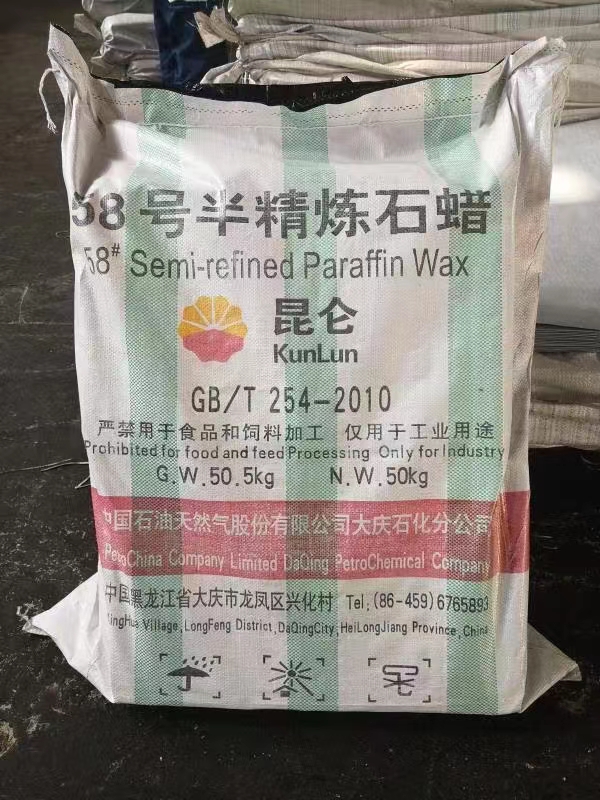 58号半精炼石蜡
58# Semi-refined Paraffin Wax
昆仑
KunLun
GB/T 254-2010
严禁用于食品和饲料加工 仅用于工业用途
Prohibited for food and feed Processing Only for Industry
G.W.50.5kg N.W.50kg
中国石油天然气股份有限公司大庆石化分公司
PetroChina Company Limited DaQing PetroChemical Company
中国黑龙江省大庆市龙凤区兴化村 Tel:(86-459)6765893
XingHua Village,LongFeng District,DaQingCity,HeiLongJiang Province,China